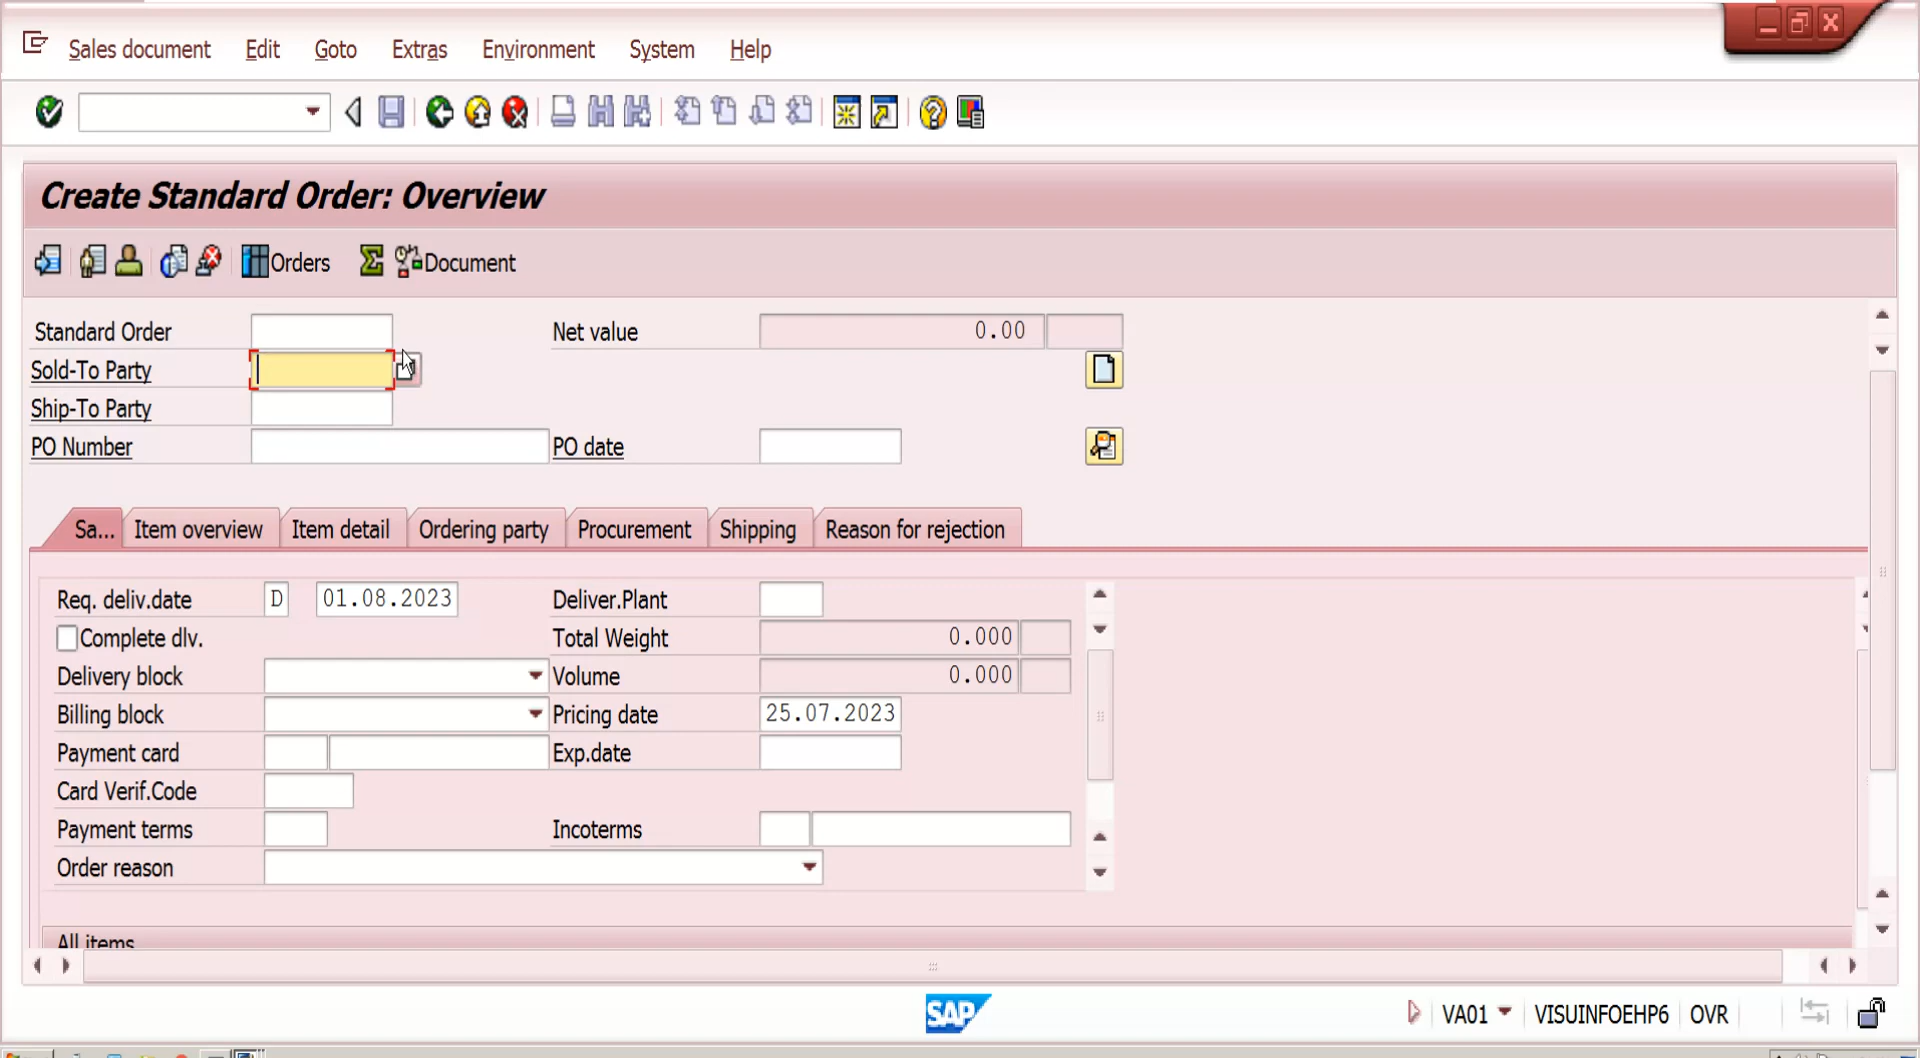 Sales document Edit Goto Extras Environment System Help
Create Standard Order: Overview
Orders Document
Standard Order Net value 0.00
Sold-To Party
Ship-To Party
PO Number PO date
Sa... Item overview Item detail Ordering party Procurement Shipping Reason for rejection
Req. deliv.date D 01.08.2023 Deliver.Plant
Complete dlv. Total Weight 0.000
Delivery block Volume 0.000
Billing block Pricing date 25.07.2023
Payment card Exp.date
Card Verif.Code
Payment terms Incoterms
Order reason
All items
SAP VA01 VISUINFOEHP6 OVR